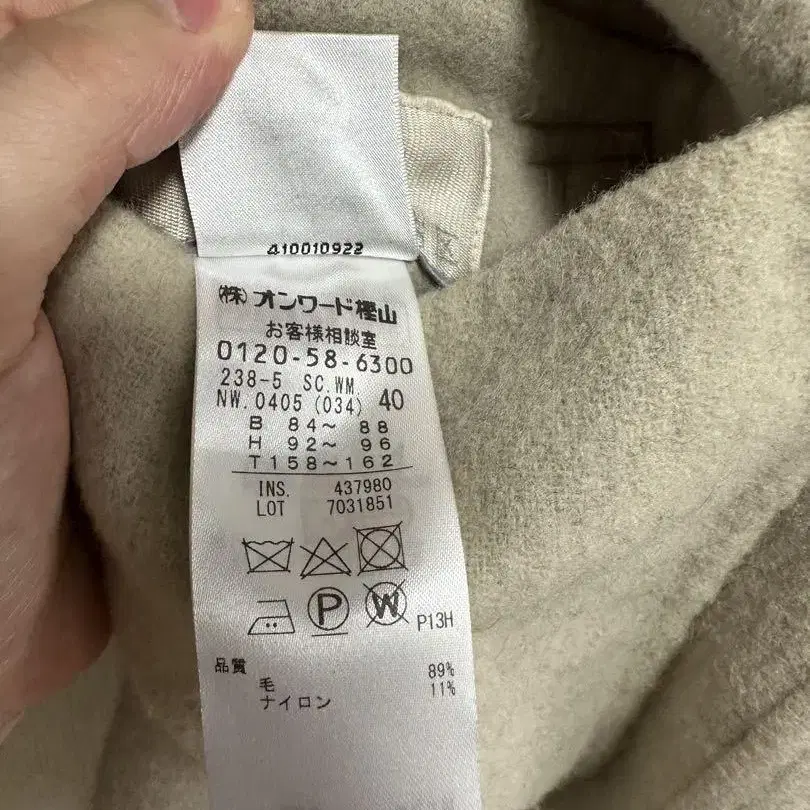 410010922
(株)オンワード樫山
お客様相談室
0120-58-6300
238-5 SC.WM
NW.0405 (034) 40
B 84~ 88
H 92~ 96
T158~162
INS. 437980
LOT 7031851
P W P13H
品質
毛 89%
ナイロン 11%